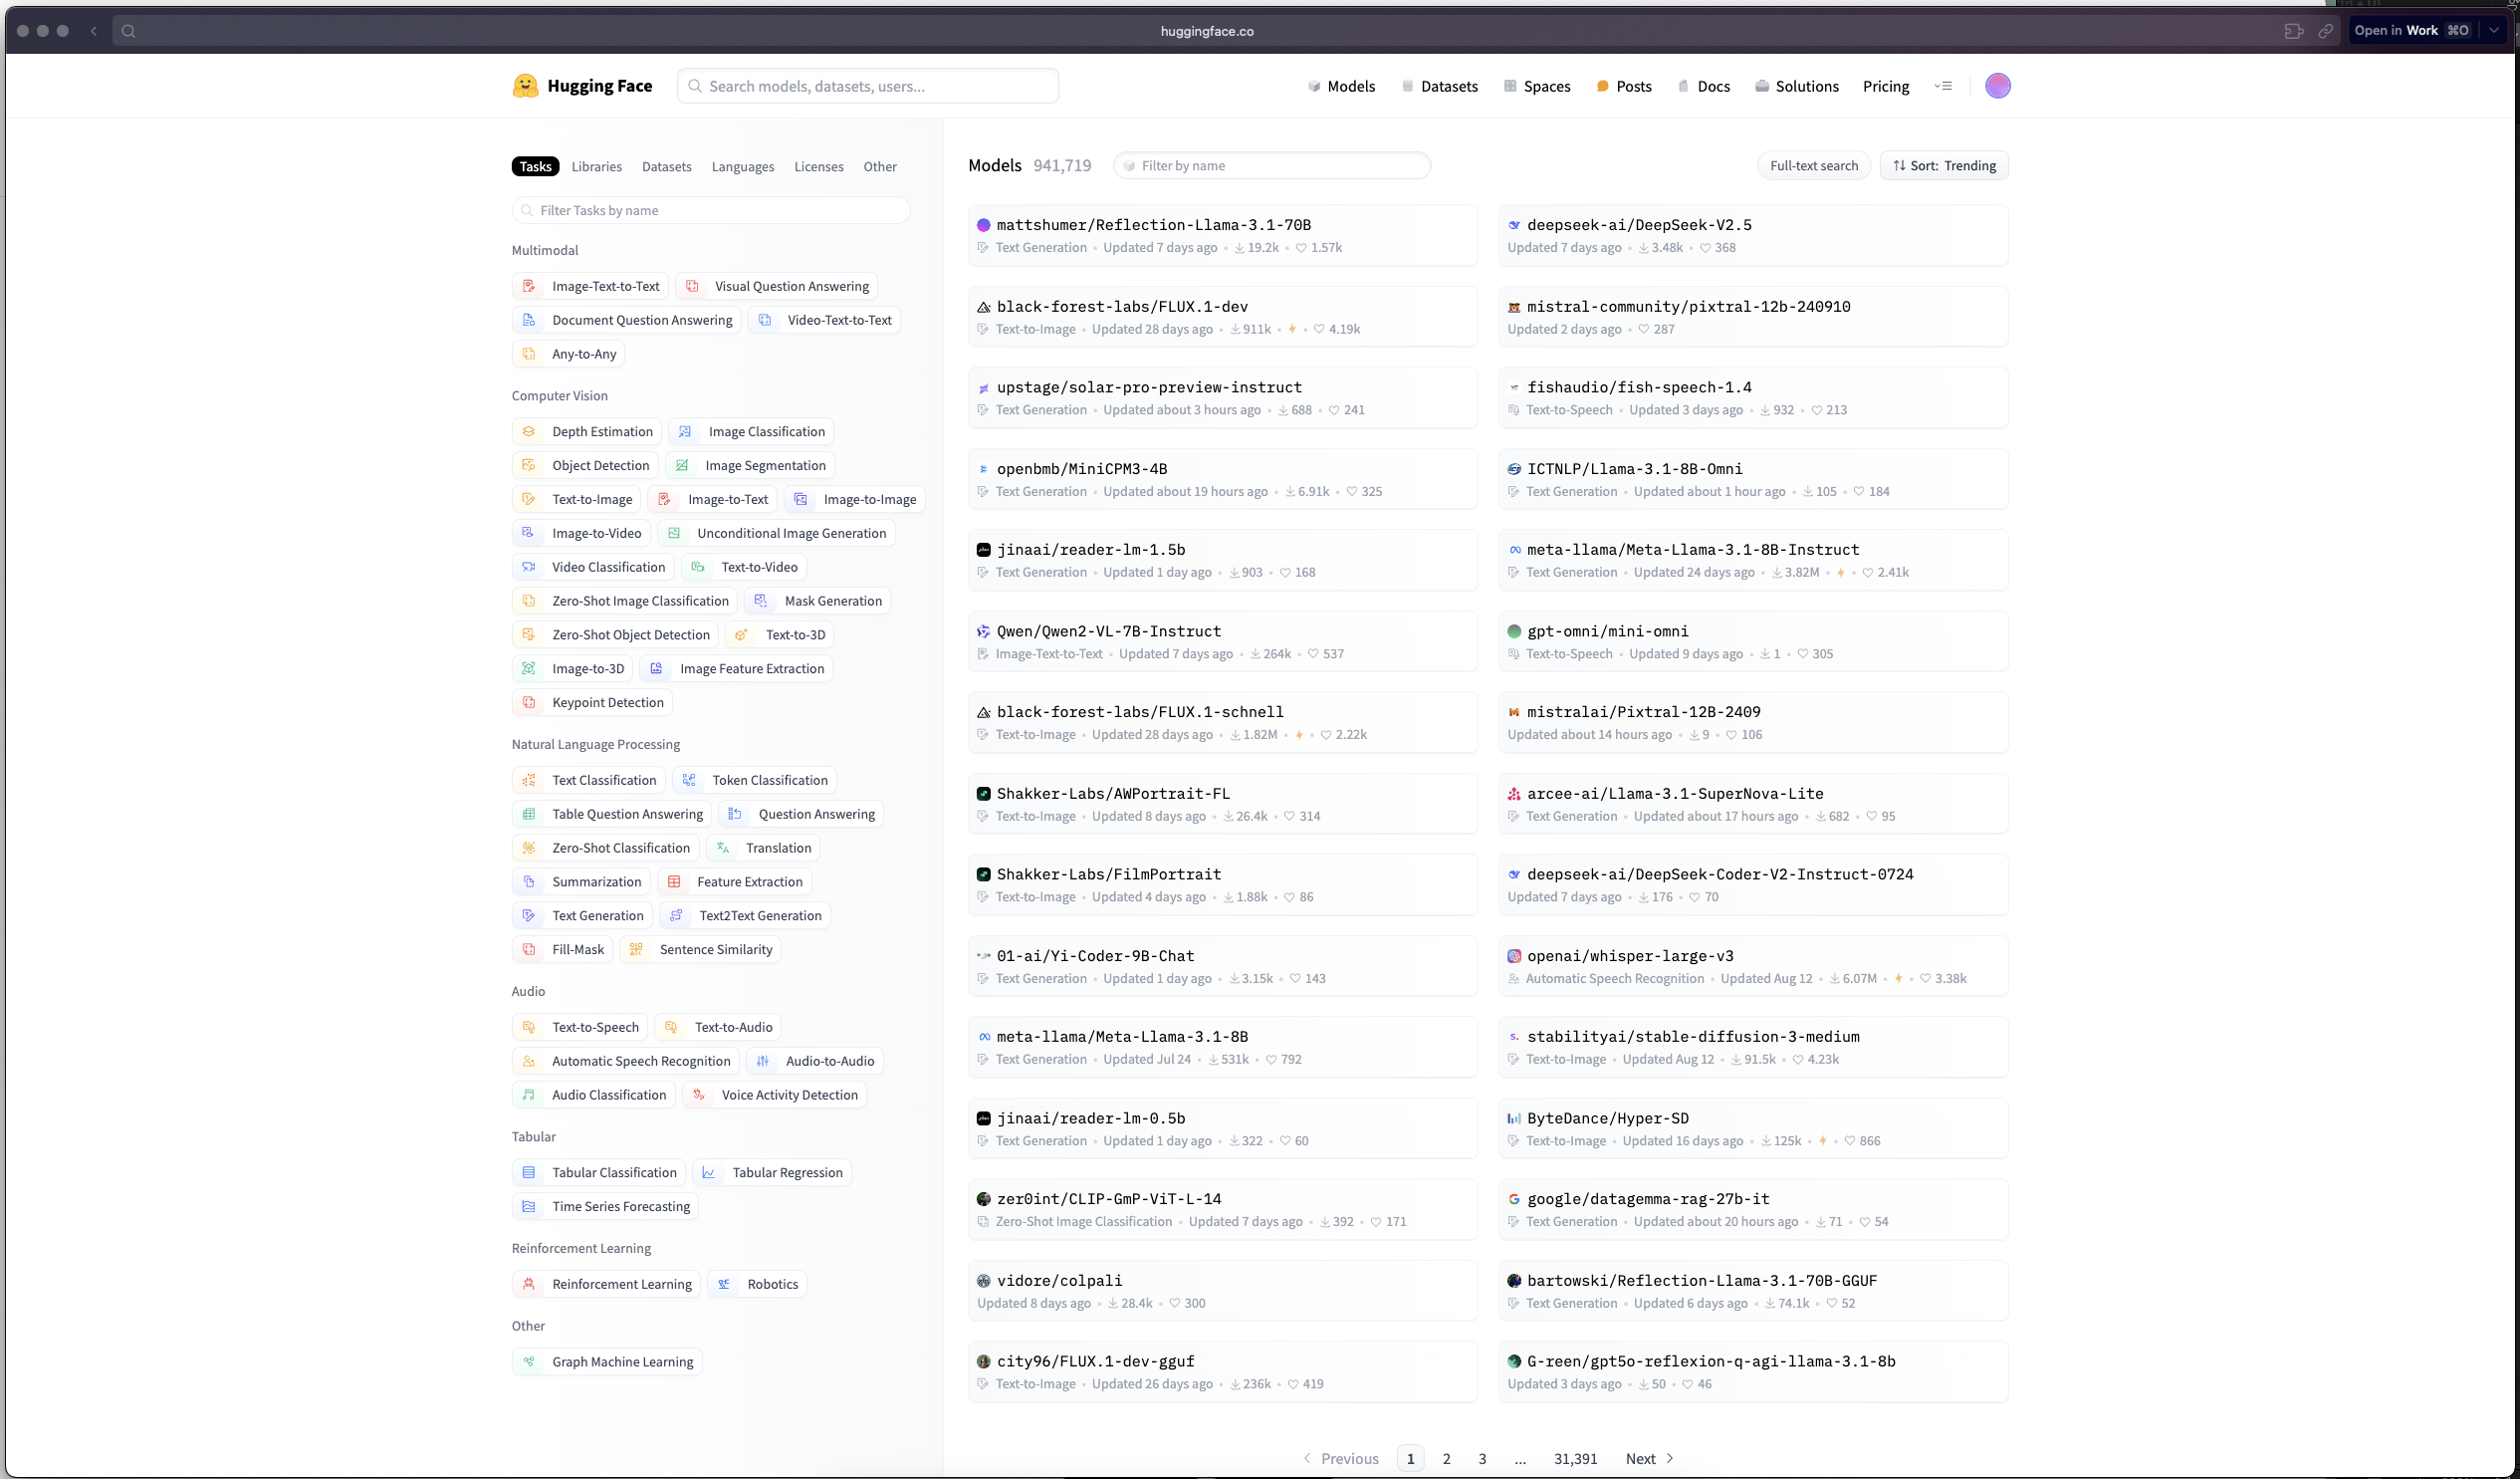 huggingface.co
Open in Work ⌘O
Hugging Face
Search models, datasets, users...
Models
Datasets
Spaces
Posts
Docs
Solutions
Pricing
Tasks Libraries Datasets Languages Licenses Other
Filter Tasks by name
Multimodal
Image-Text-to-Text Visual Question Answering
Document Question Answering Video-Text-to-Text
Any-to-Any
Computer Vision
Depth Estimation Image Classification
Object Detection Image Segmentation
Text-to-Image Image-to-Text Image-to-Image
Image-to-Video Unconditional Image Generation
Video Classification Text-to-Video
Zero-Shot Image Classification Mask Generation
Zero-Shot Object Detection Text-to-3D
Image-to-3D Image Feature Extraction
Keypoint Detection
Natural Language Processing
Text Classification Token Classification
Table Question Answering Question Answering
Zero-Shot Classification Translation
Summarization Feature Extraction
Text Generation Text2Text Generation
Fill-Mask Sentence Similarity
Audio
Text-to-Speech Text-to-Audio
Automatic Speech Recognition Audio-to-Audio
Audio Classification Voice Activity Detection
Tabular
Tabular Classification Tabular Regression
Time Series Forecasting
Reinforcement Learning
Reinforcement Learning Robotics
Other
Graph Machine Learning
Models 941,719
Filter by name
Full-text search
Sort: Trending
mattshumer/Reflection-Llama-3.1-70B
Text Generation • Updated 7 days ago • 19.2k • 1.57k
deepseek-ai/DeepSeek-V2.5
Updated 7 days ago • 3.48k • 368
black-forest-labs/FLUX.1-dev
Text-to-Image • Updated 28 days ago • 911k • • 4.19k
mistral-community/pixtral-12b-240910
Updated 2 days ago • 287
upstage/solar-pro-preview-instruct
Text Generation • Updated about 3 hours ago • 688 • 241
fishaudio/fish-speech-1.4
Text-to-Speech • Updated 3 days ago • 932 • 213
openbmb/MiniCPM3-4B
Text Generation • Updated about 19 hours ago • 6.91k • 325
ICTNLP/Llama-3.1-8B-Omni
Text Generation • Updated about 1 hour ago • 105 • 184
jinaai/reader-lm-1.5b
Text Generation • Updated 1 day ago • 903 • 168
meta-llama/Meta-Llama-3.1-8B-Instruct
Text Generation • Updated 24 days ago • 3.82M • • 2.41k
Qwen/Qwen2-VL-7B-Instruct
Image-Text-to-Text • Updated 7 days ago • 264k • 537
gpt-omni/mini-omni
Text-to-Speech • Updated 9 days ago • 1 • 305
black-forest-labs/FLUX.1-schnell
Text-to-Image • Updated 28 days ago • 1.82M • • 2.22k
mistralai/Pixtral-12B-2409
Updated about 14 hours ago • 9 • 106
Shakker-Labs/AWPortrait-FL
Text-to-Image • Updated 8 days ago • 26.4k • 314
arcee-ai/Llama-3.1-SuperNova-Lite
Text Generation • Updated about 17 hours ago • 682 • 95
Shakker-Labs/FilmPortrait
Text-to-Image • Updated 4 days ago • 1.88k • 86
deepseek-ai/DeepSeek-Coder-V2-Instruct-0724
Updated 7 days ago • 176 • 70
01-ai/Yi-Coder-9B-Chat
Text Generation • Updated 1 day ago • 3.15k • 143
openai/whisper-large-v3
Automatic Speech Recognition • Updated Aug 12 • 6.07M • • 3.38k
meta-llama/Meta-Llama-3.1-8B
Text Generation • Updated Jul 24 • 531k • 792
stabilityai/stable-diffusion-3-medium
Text-to-Image • Updated Aug 12 • 91.5k • 4.23k
jinaai/reader-lm-0.5b
Text Generation • Updated 1 day ago • 322 • 60
ByteDance/Hyper-SD
Text-to-Image • Updated 16 days ago • 125k • • 866
zer0int/CLIP-GmP-ViT-L-14
Zero-Shot Image Classification • Updated 7 days ago • 392 • 171
google/datagemma-rag-27b-it
Text Generation • Updated about 20 hours ago • 71 • 54
vidore/colpali
Updated 8 days ago • 28.4k • 300
bartowski/Reflection-Llama-3.1-70B-GGUF
Text Generation • Updated 6 days ago • 74.1k • 52
city96/FLUX.1-dev-gguf
Text-to-Image • Updated 26 days ago • 236k • 419
G-reen/gpt5o-reflexion-q-agi-llama-3.1-8b
Updated 3 days ago • 50 • 46
Previous 1 2 3 ... 31,391 Next